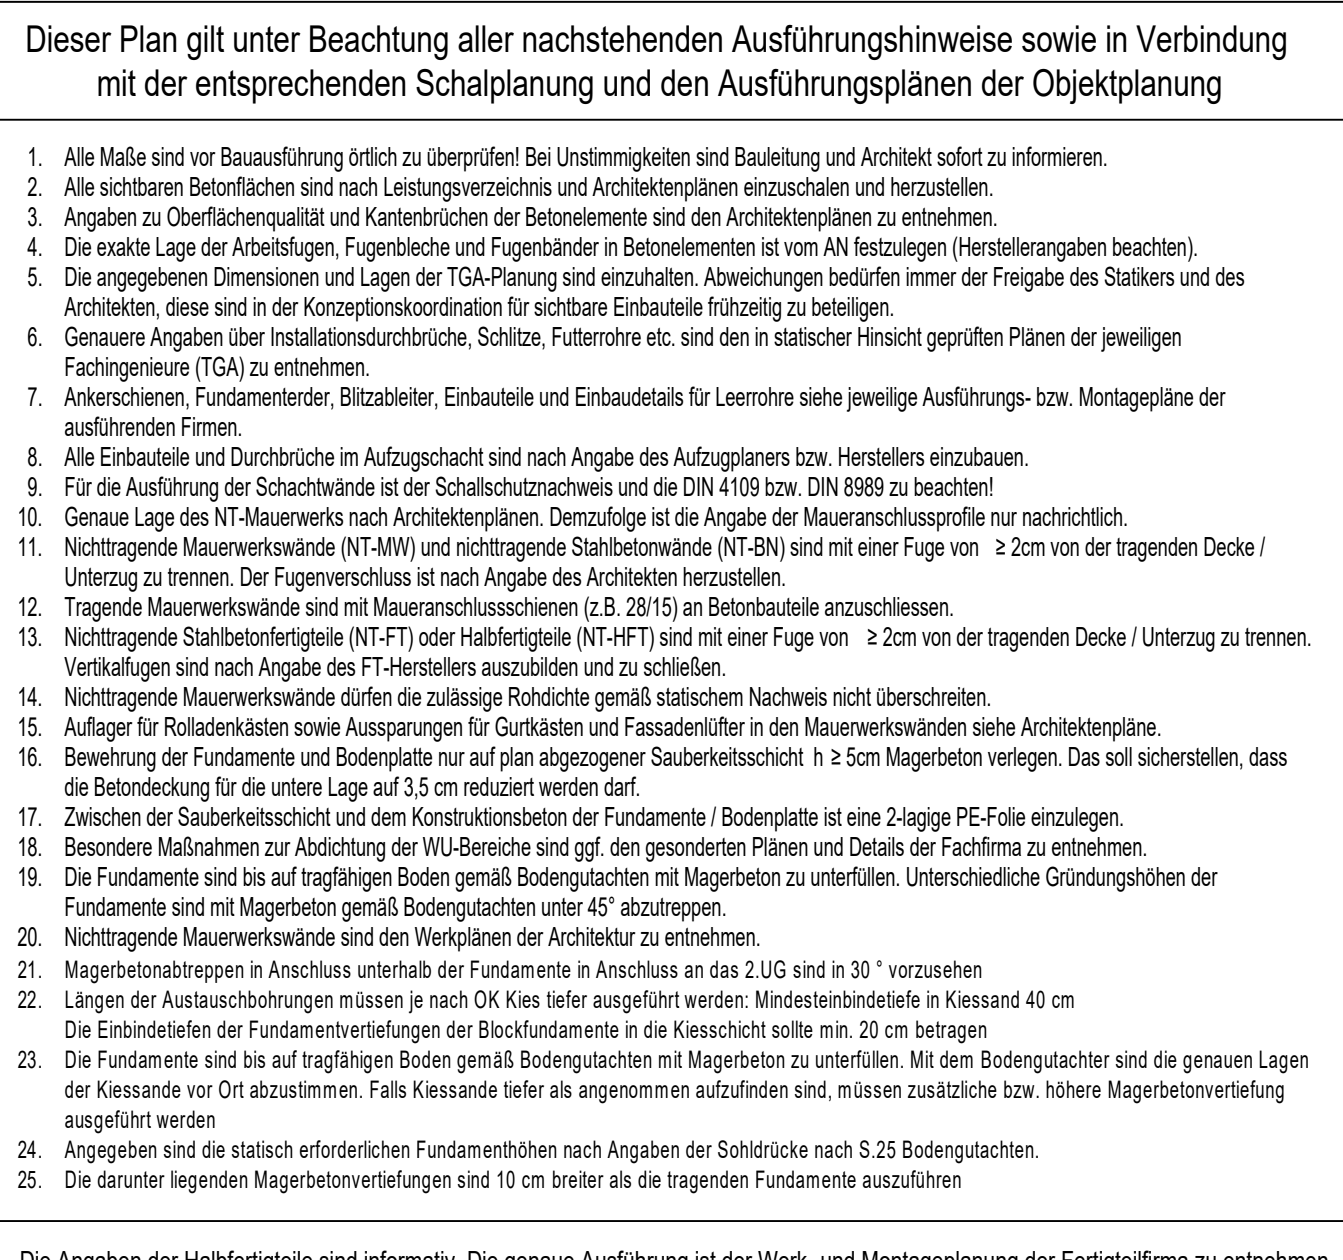 Dieser Plan gilt unter Beachtung aller nachstehenden Ausführungshinweise sowie in Verbindung
mit der entsprechenden Schalplanung und den Ausführungsplänen der Objektplanung
1. Alle Maße sind vor Bauausführung örtlich zu überprüfen! Bei Unstimmigkeiten sind Bauleitung und Architekt sofort zu informieren.
2. Alle sichtbaren Betonflächen sind nach Leistungsverzeichnis und Architektenplänen einzuschalen und herzustellen.
3. Angaben zu Oberflächenqualität und Kantenbrüchen der Betonelemente sind den Architektenplänen zu entnehmen.
4. Die exakte Lage der Arbeitsfugen, Fugenbleche und Fugenbänder in Betonelementen ist vom AN festzulegen (Herstellerangaben beachten).
5. Die angegebenen Dimensionen und Lagen der TGA-Planung sind einzuhalten. Abweichungen bedürfen immer der Freigabe des Statikers und des
Architekten, diese sind in der Konzeptionskoordination für sichtbare Einbauteile frühzeitig zu beteiligen.
6. Genauere Angaben über Installationsdurchbrüche, Schlitze, Futterrohre etc. sind den in statischer Hinsicht geprüften Plänen der jeweiligen
Fachingenieure (TGA) zu entnehmen.
7. Ankerschienen, Fundamenterder, Blitzableiter, Einbauteile und Einbaudetails für Leerrohre siehe jeweilige Ausführungs- bzw. Montagepläne der
ausführenden Firmen.
8. Alle Einbauteile und Durchbrüche im Aufzugschacht sind nach Angabe des Aufzugplaners bzw. Herstellers einzubauen.
9. Für die Ausführung der Schachtwände ist der Schallschutznachweis und die DIN 4109 bzw. DIN 8989 zu beachten!
10. Genaue Lage des NT-Mauerwerks nach Architektenplänen. Demzufolge ist die Angabe der Maueranschlussprofile nur nachrichtlich.
11. Nichttragende Mauerwerkswände (NT-MW) und nichttragende Stahlbetonwände (NT-BN) sind mit einer Fuge von ≥ 2cm von der tragenden Decke /
Unterzug zu trennen. Der Fugenverschluss ist nach Angabe des Architekten herzustellen.
12. Tragende Mauerwerkswände sind mit Maueranschlussschienen (z.B. 28/15) an Betonbauteile anzuschliessen.
13. Nichttragende Stahlbetonfertigteile (NT-FT) oder Halbfertigteile (NT-HFT) sind mit einer Fuge von ≥ 2cm von der tragenden Decke / Unterzug zu trennen.
Vertikalfugen sind nach Angabe des FT-Herstellers auszubilden und zu schließen.
14. Nichttragende Mauerwerkswände dürfen die zulässige Rohdichte gemäß statischem Nachweis nicht überschreiten.
15. Auflager für Rolladenkästen sowie Aussparungen für Gurtkästen und Fassadenlüfter in den Mauerwerkswänden siehe Architektenpläne.
16. Bewehrung der Fundamente und Bodenplatte nur auf plan abgezogener Sauberkeitsschicht h ≥ 5cm Magerbeton verlegen. Das soll sicherstellen, dass
die Betondeckung für die untere Lage auf 3,5 cm reduziert werden darf.
17. Zwischen der Sauberkeitsschicht und dem Konstruktionsbeton der Fundamente / Bodenplatte ist eine 2-lagige PE-Folie einzulegen.
18. Besondere Maßnahmen zur Abdichtung der WU-Bereiche sind ggf. den gesonderten Plänen und Details der Fachfirma zu entnehmen.
19. Die Fundamente sind bis auf tragfähigen Boden gemäß Bodengutachten mit Magerbeton zu unterfüllen. Unterschiedliche Gründungshöhen der
Fundamente sind mit Magerbeton gemäß Bodengutachten unter 45° abzutreppen.
20. Nichttragende Mauerwerkswände sind den Werkplänen der Architektur zu entnehmen.
21. Magerbetonabtreppen in Anschluss unterhalb der Fundamente in Anschluss an das 2.UG sind in 30 ° vorzusehen
22. Längen der Austauschbohrungen müssen je nach OK Kies tiefer ausgeführt werden: Mindesteinbindetiefe in Kiessand 40 cm
Die Einbindetiefen der Fundamentvertiefungen der Blockfundamente in die Kiesschicht sollte min. 20 cm betragen
23. Die Fundamente sind bis auf tragfähigen Boden gemäß Bodengutachten mit Magerbeton zu unterfüllen. Mit dem Bodengutachter sind die genauen Lagen
der Kiessande vor Ort abzustimmen. Falls Kiessande tiefer als angenommen aufzufinden sind, müssen zusätzliche bzw. höhere Magerbetonvertiefung
ausgeführt werden
24. Angegeben sind die statisch erforderlichen Fundamenthöhen nach Angaben der Sohldrücke nach S.25 Bodengutachten.
25. Die darunter liegenden Magerbetonvertiefungen sind 10 cm breiter als die tragenden Fundamente auszuführen
Die Angaben der Halbfertigteile sind informativ. Die genaue Ausführung ist der Werk- und Montageplanung der Fertigteilfirma zu entnehmen